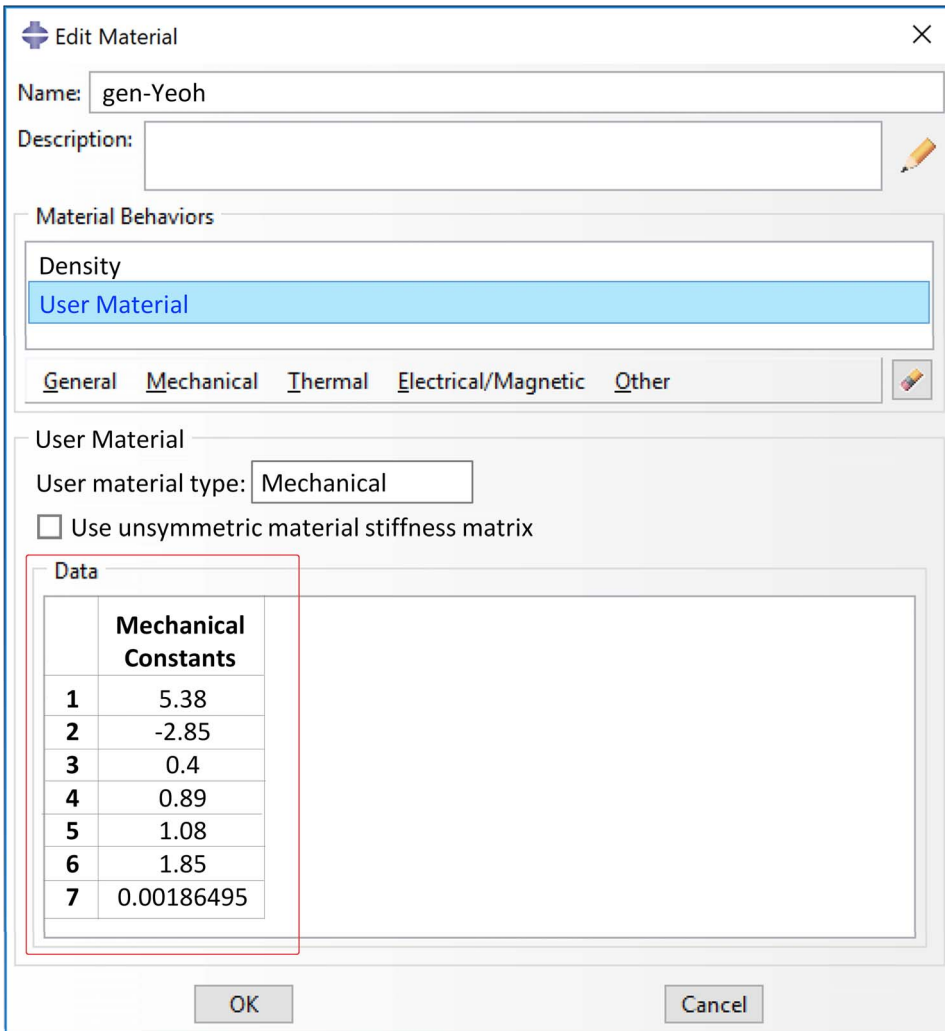 Edit Material
Name: gen-Yeoh
Description:
Material Behaviors
Density
User Material
General Mechanical Thermal Electrical/Magnetic Other
User Material
User material type: Mechanical
Use unsymmetric material stiffness matrix
Data
Mechanical
Constants
1 5.38
2 -2.85
3 0.4
4 0.89
5 1.08
6 1.85
7 0.00186495
OK Cancel